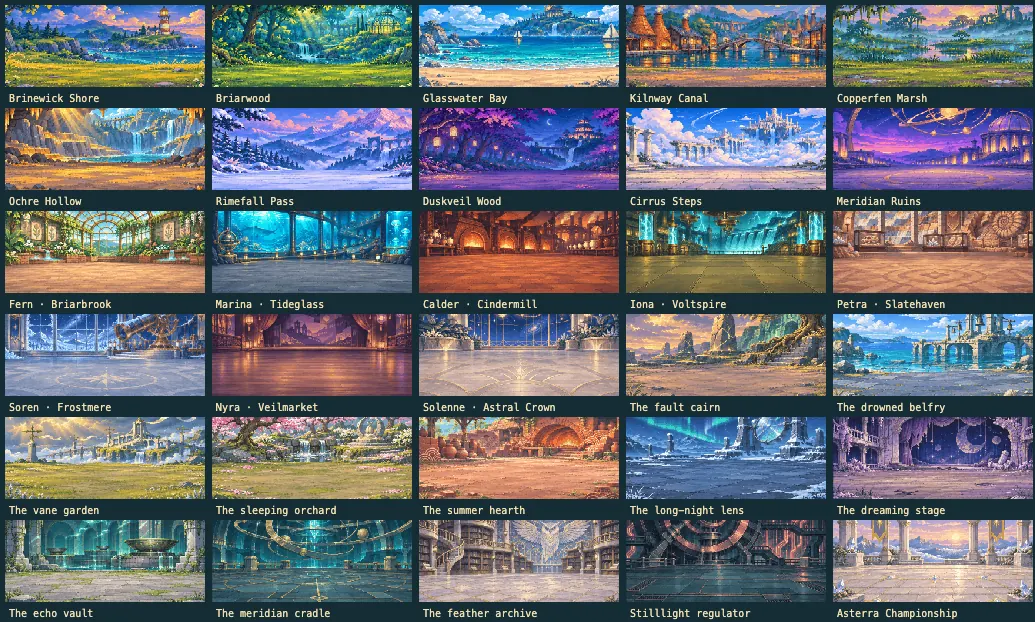 Brinewick Shore
Briarwood
Glasswater Bay
Kilnway Canal
Copperfen Marsh
Ochre Hollow
Rimefall Pass
Duskveil Wood
Cirrus Steps
Meridian Ruins
Fern · Briarbrook
Marina · Tideglass
Calder · Cindermill
Iona · Voltspire
Petra · Slatehaven
Soren · Frostmere
Nyra · Veilmarket
Solenne · Astral Crown
The fault cairn
The drowned belfry
The vane garden
The sleeping orchard
The summer hearth
The long-night lens
The dreaming stage
The echo vault
The meridian cradle
The feather archive
Stilllight regulator
Asterra Championship